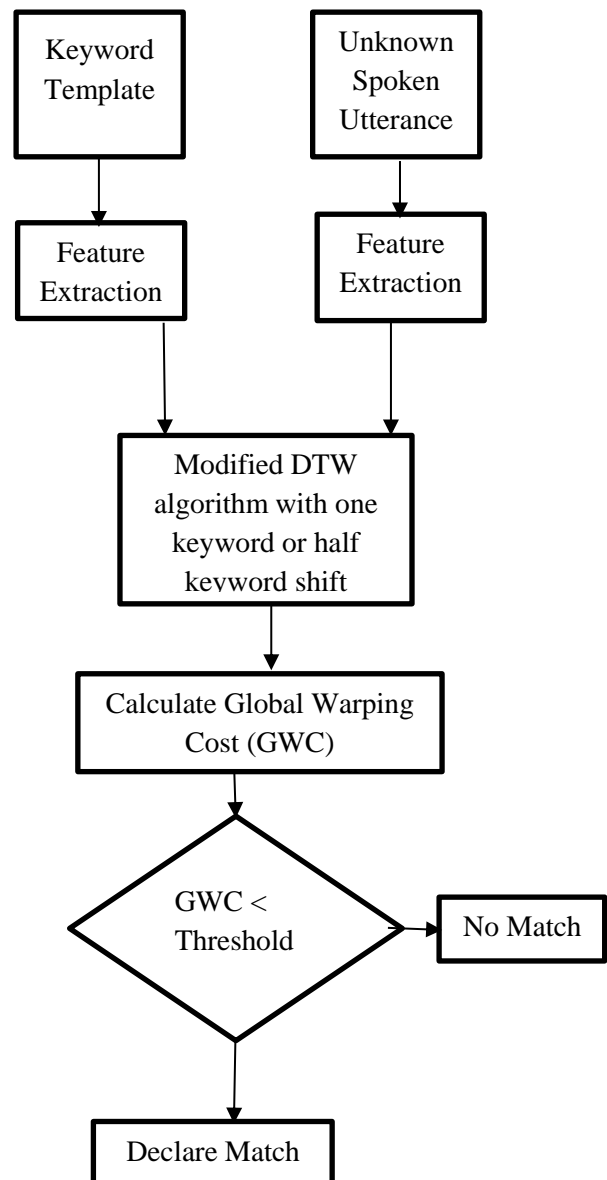 Keyword
Template
Unknown
Spoken
Utterance
Feature
Extraction
Feature
Extraction
Modified DTW
algorithm with one
keyword or half
keyword shift
Calculate Global Warping
Cost (GWC)
GWC <
Threshold
No Match
Declare Match